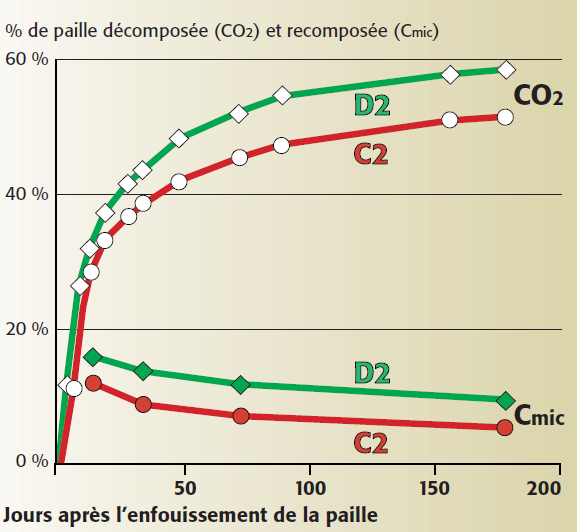 % de paille décomposée (CO2) et recomposée (Cmic)
60 %
D2
CO2
C2
40 %
20 %
D2
Cmic
C2
0 %
50 100 150 200
Jours après l'enfouissement de la paille